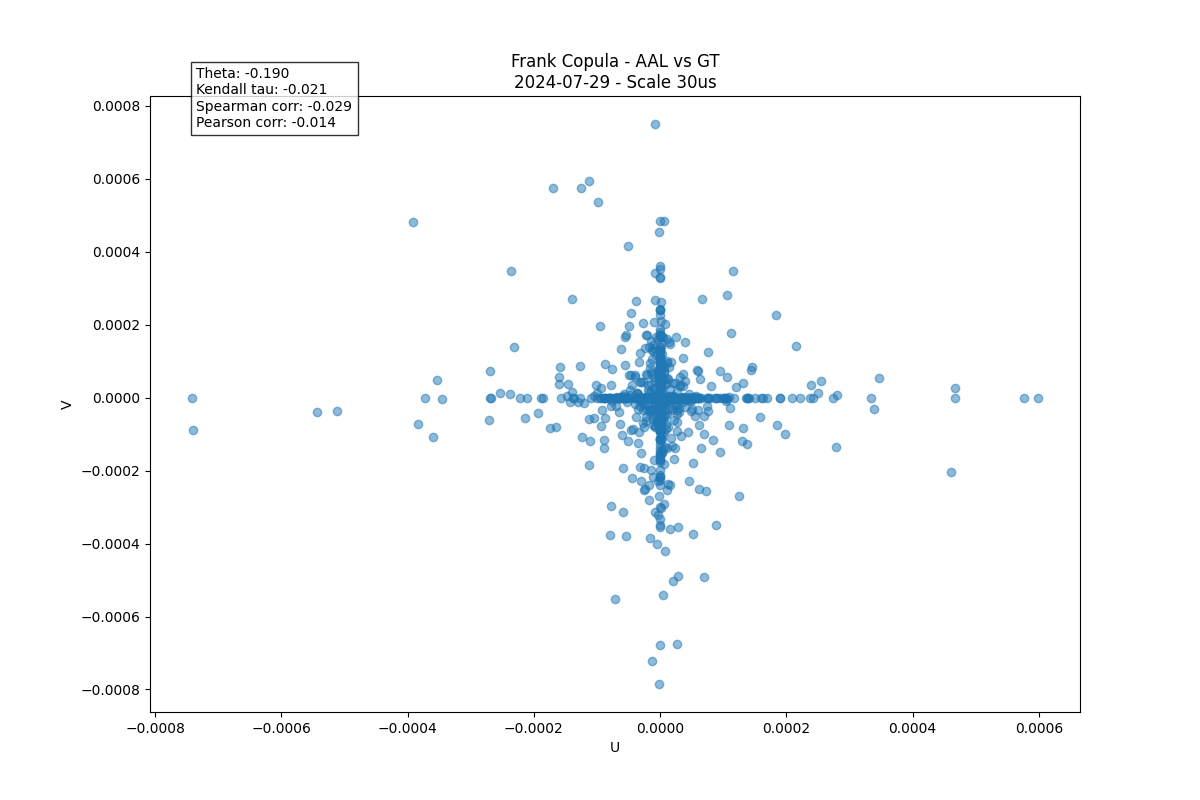 Frank Copula - AAL vs GT
2024-07-29 - Scale 30us
Theta: -0.190
Kendall tau: -0.021
Spearman corr: -0.029
Pearson corr: -0.014
0.0008
0.0006
0.0004
0.0002
0.0000
−0.0002
−0.0004
−0.0006
−0.0008
V
−0.0008 −0.0006 −0.0004 −0.0002 0.0000 0.0002 0.0004 0.0006
U